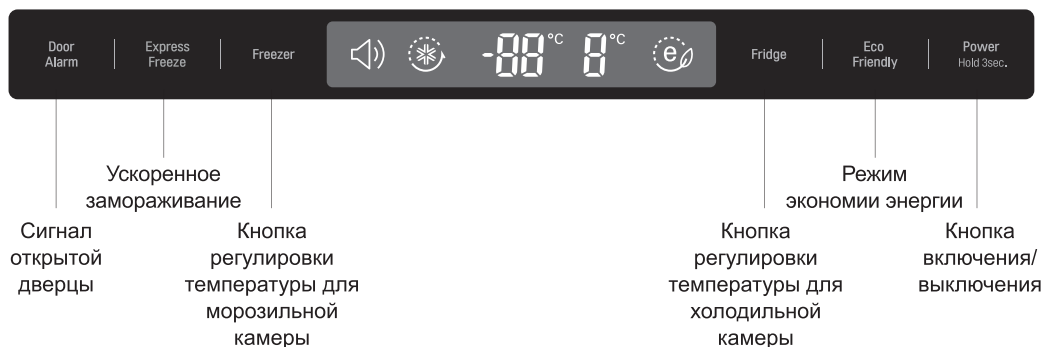 Door
Alarm
Express
Freeze
Freezer
-88°C 8°C
e
Fridge
Eco
Friendly
Power
Hold 3sec.
Ускоренное
замораживание
Режим
экономии энергии
Сигнал
открытой
дверцы
Кнопка
регулировки
температуры для
морозильной
камеры
Кнопка
регулировки
температуры для
холодильной
камеры
Кнопка
включения/
выключения